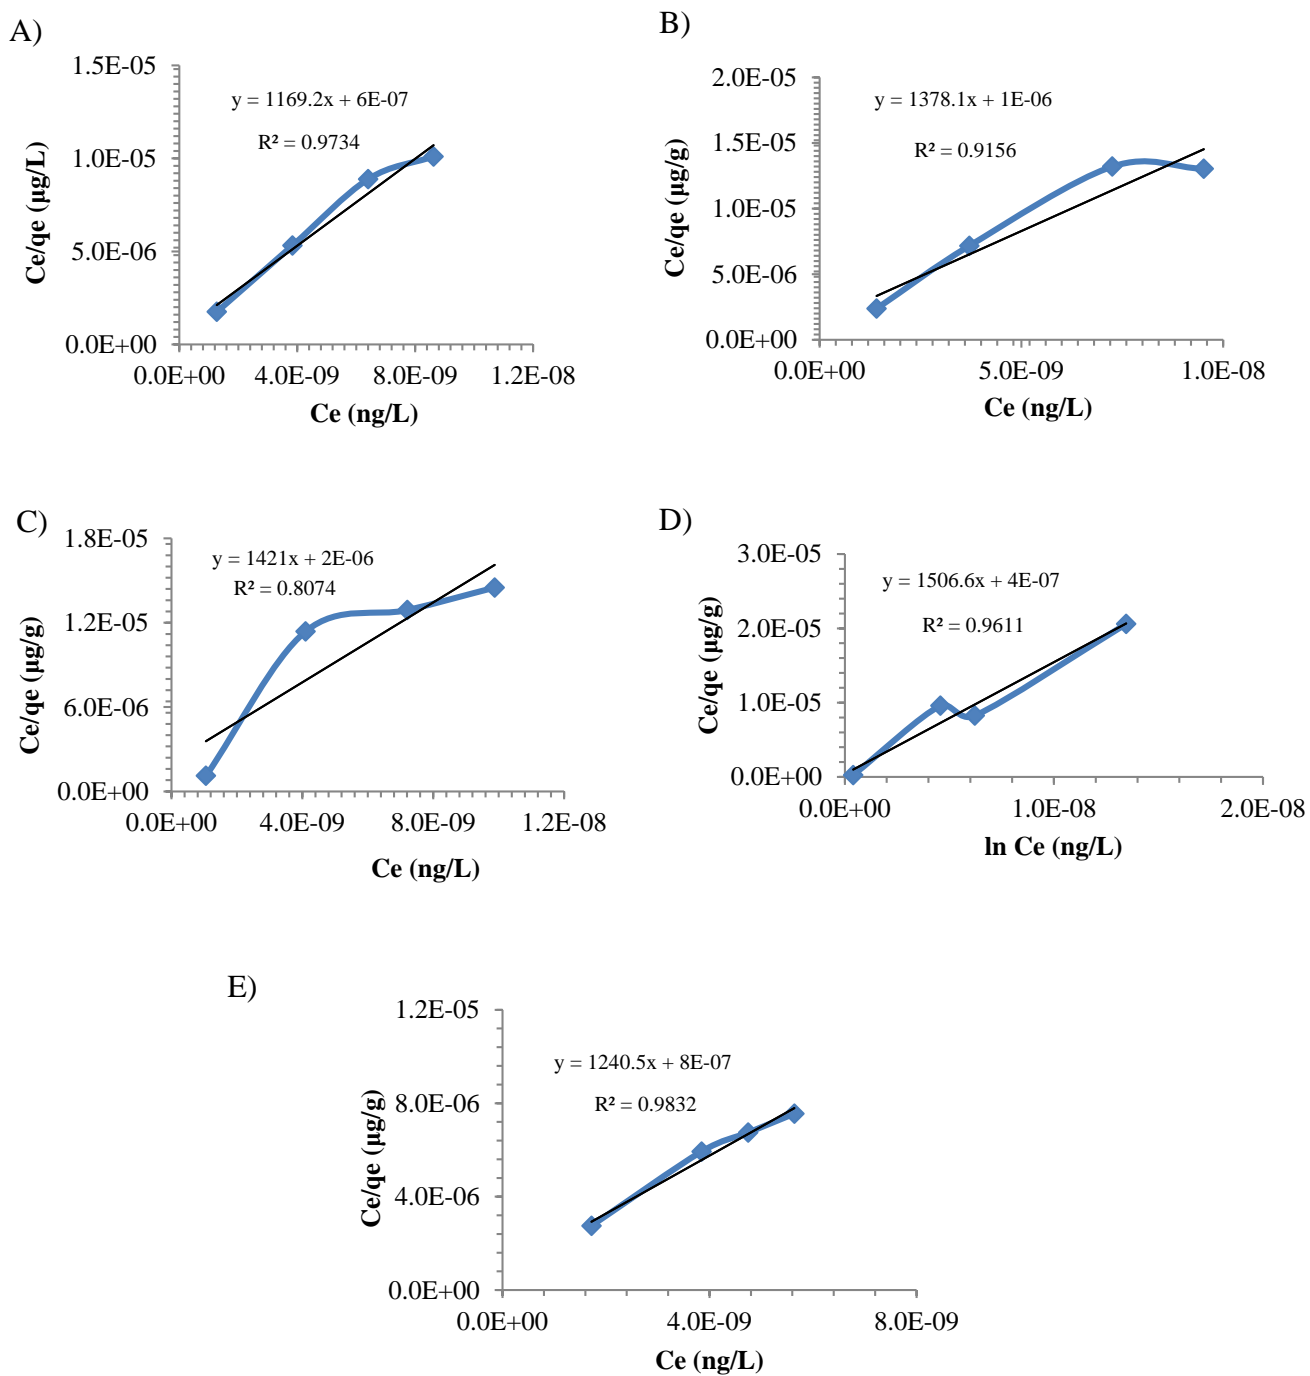 A)
1.5E-05
1.0E-05
5.0E-06
0.0E+00
Ce/qe (µg/L)
y = 1169.2x + 6E-07
R² = 0.9734
0.0E+00 4.0E-09 8.0E-09 1.2E-08
Ce (ng/L)
B)
2.0E-05
1.5E-05
1.0E-05
5.0E-06
0.0E+00
Ce/qe (µg/g)
y = 1378.1x + 1E-06
R² = 0.9156
0.0E+00 5.0E-09 1.0E-08
Ce (ng/L)
C)
1.8E-05
1.2E-05
6.0E-06
0.0E+00
Ce/qe (µg/g)
y = 1421x + 2E-06
R² = 0.8074
0.0E+00 4.0E-09 8.0E-09 1.2E-08
Ce (ng/L)
D)
3.0E-05
2.0E-05
1.0E-05
0.0E+00
Ce/qe (µg/g)
y = 1506.6x + 4E-07
R² = 0.9611
0.0E+00 1.0E-08 2.0E-08
ln Ce (ng/L)
E)
1.2E-05
8.0E-06
4.0E-06
0.0E+00
Ce/qe (µg/g)
y = 1240.5x + 8E-07
R² = 0.9832
0.0E+00 4.0E-09 8.0E-09
Ce (ng/L)